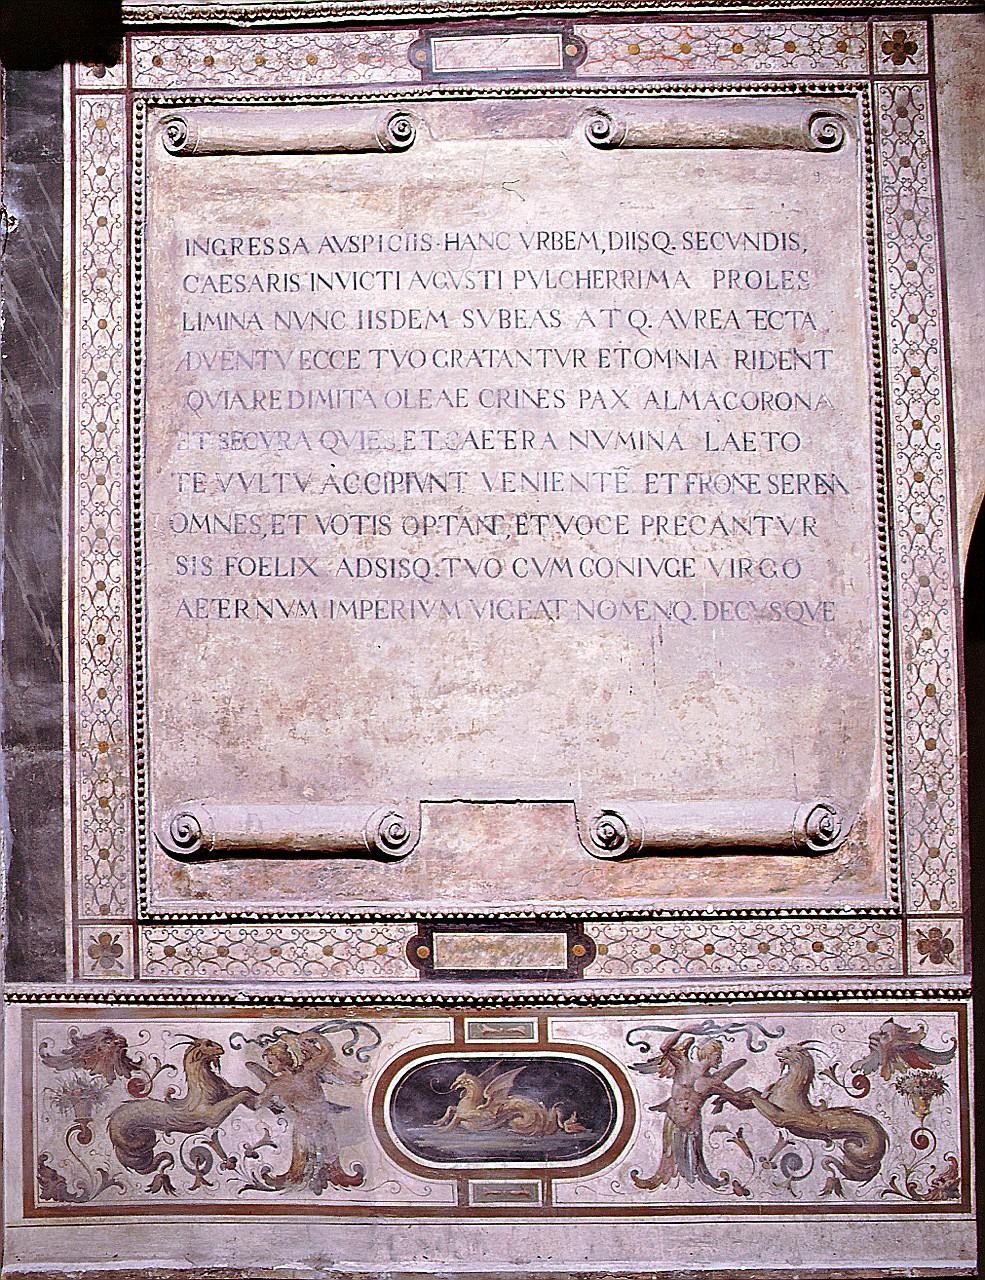 INGRESSA AVSPICIIS·HANC VRBEM,DIISQ.SECVNDIS,
CAESARIS INVICTI AVGVSTI PVLCHERRIMA PROLES
LIMINA NVNC IISDEM SVBEAS ATQ.AVREA TECTA
ADVENTV ECCE TVO GRATANTVR ET OMNIA RIDENT
QVIA REDIMITA OLEAE CRINES PAX ALMA CORONA
ET SECVRA QVIES.ET CAETERA NVMINA LAETO
TE VVLTV ACCIPIVNT VENIENTẼ ET FRONE SERENA
OMNES,ET VOTIS OPTANT,ET VOCE PRECANTVR
SIS FOELIX ADSISQ.TVO CVM CONIVGE VIRGO
AETERNVM IMPERIVM VIGEAT NOMENQ.DECVSQVE